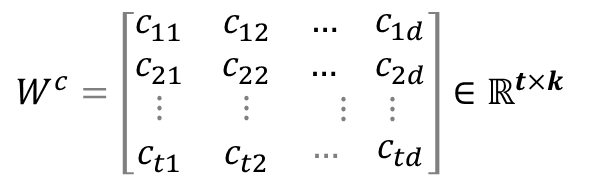 W^c = [c_11 c_12 … c_1d
c_21 c_22 … c_2d
⋮ ⋮ ⋮ ⋮
c_t1 c_t2 … c_td] ∈ ℝ^{t×k}